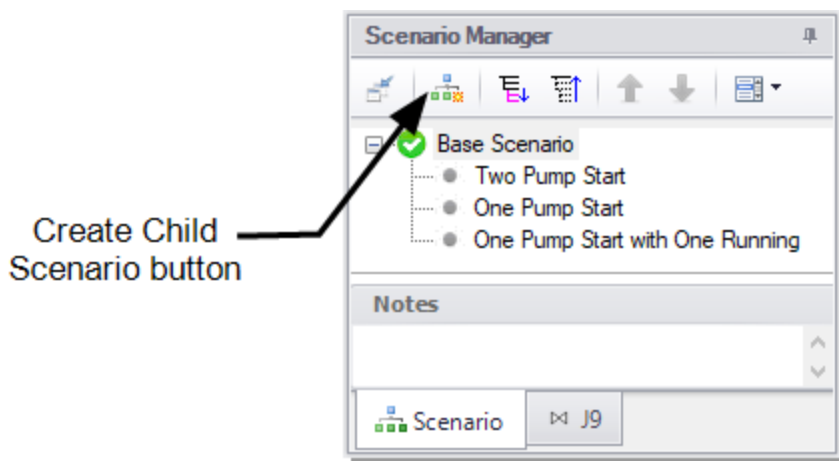 Scenario Manager
Base Scenario
Two Pump Start
One Pump Start
One Pump Start with One Running
Create Child
Scenario button
Notes
Scenario
J9